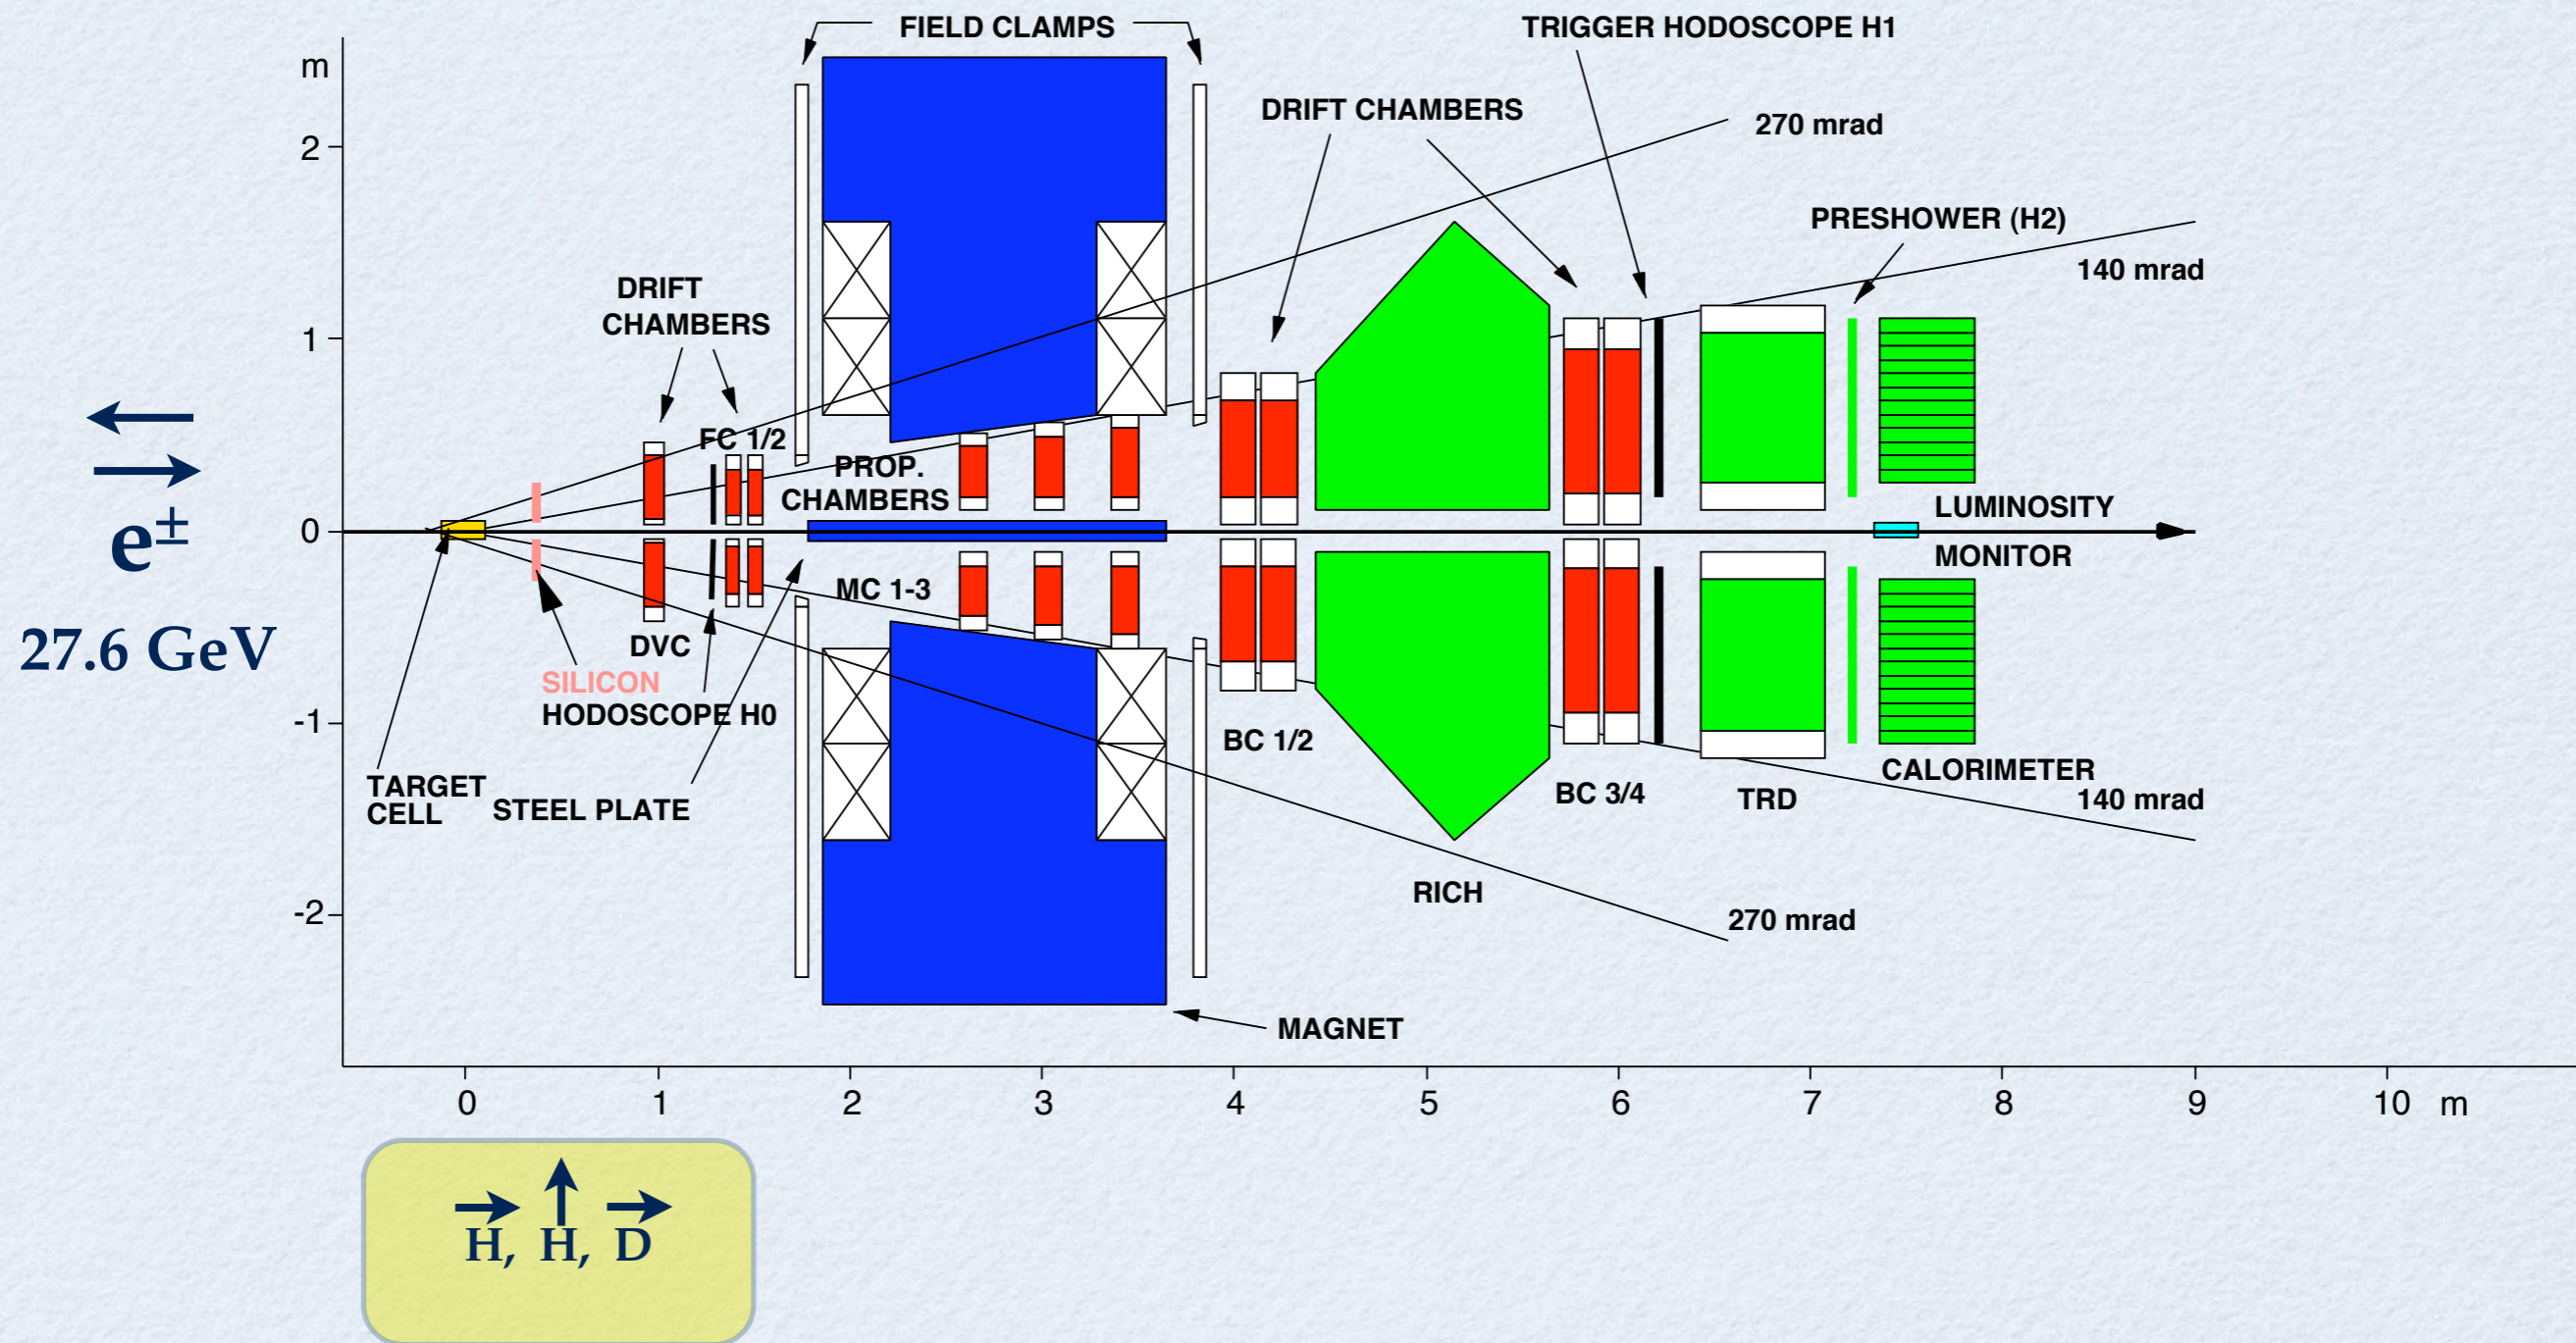 FIELD CLAMPS
TRIGGER HODOSCOPE H1
m
DRIFT CHAMBERS
270 mrad
2
PRESHOWER (H2)
140 mrad
DRIFT
CHAMBERS
1
FC 1/2
PROP.
CHAMBERS
LUMINOSITY
0
MONITOR
e±
MC 1-3
27.6 GeV
DVC
SILICON
HODOSCOPE H0
-1
BC 1/2
CALORIMETER
TARGET
CELL
STEEL PLATE
BC 3/4
TRD
140 mrad
RICH
-2
270 mrad
MAGNET
0 1 2 3 4 5 6 7 8 9 10 m
H, H, D